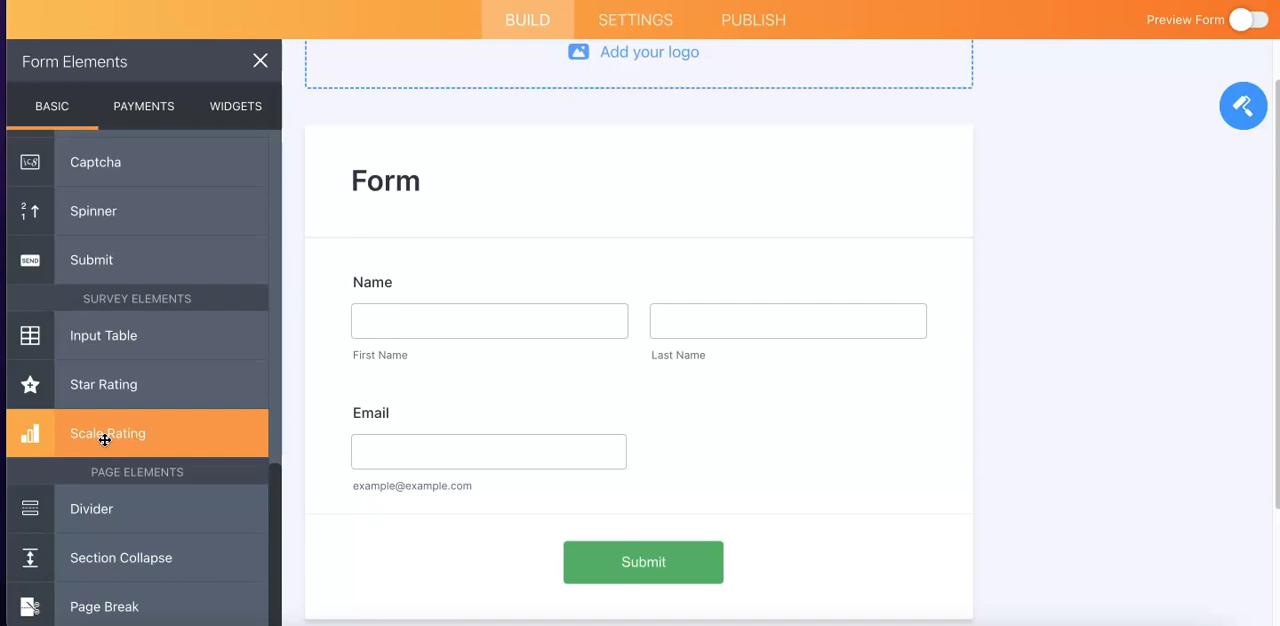 BUILD
SETTINGS
PUBLISH
Preview Form
Form Elements
BASIC
PAYMENTS
WIDGETS
Captcha
Spinner
Submit
SURVEY ELEMENTS
Input Table
Star Rating
Scale Rating
PAGE ELEMENTS
Divider
Section Collapse
Page Break
Add your logo
Form
Name
First Name
Last Name
Email
example@example.com
Submit